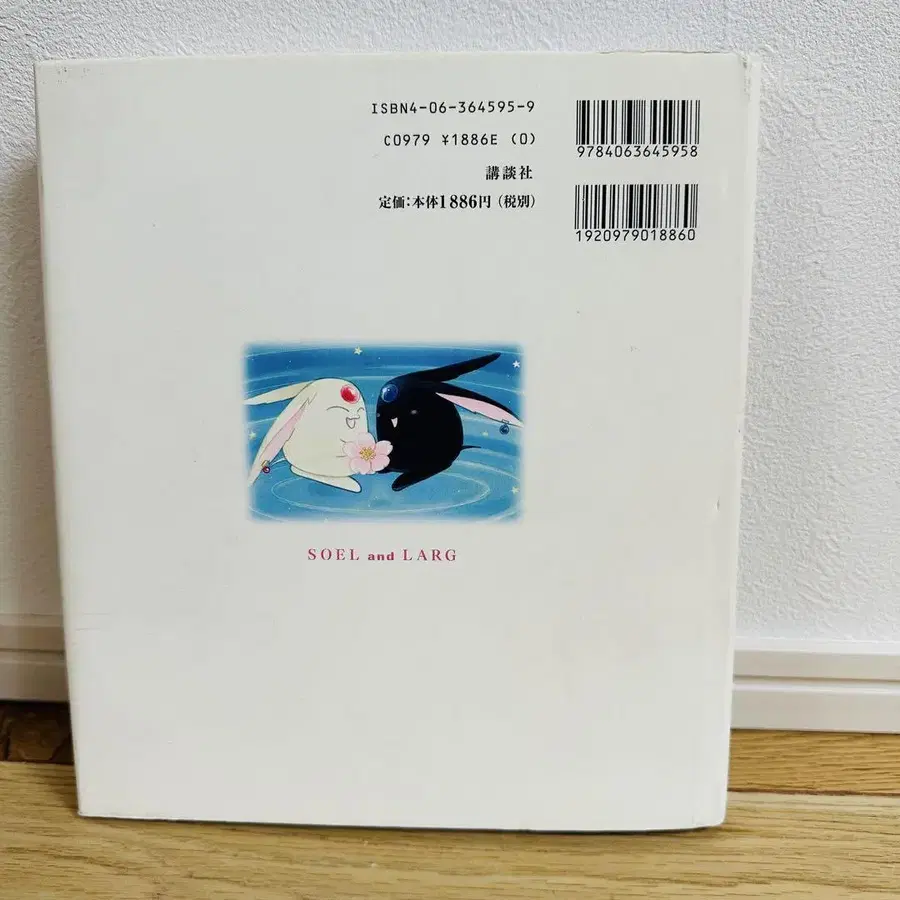 ISBN4-06-364595-9
C0979 ¥1886E (0)
講談社
定価:本体1886円(税別)
9784063645958
1920979018860
SOEL and LARG